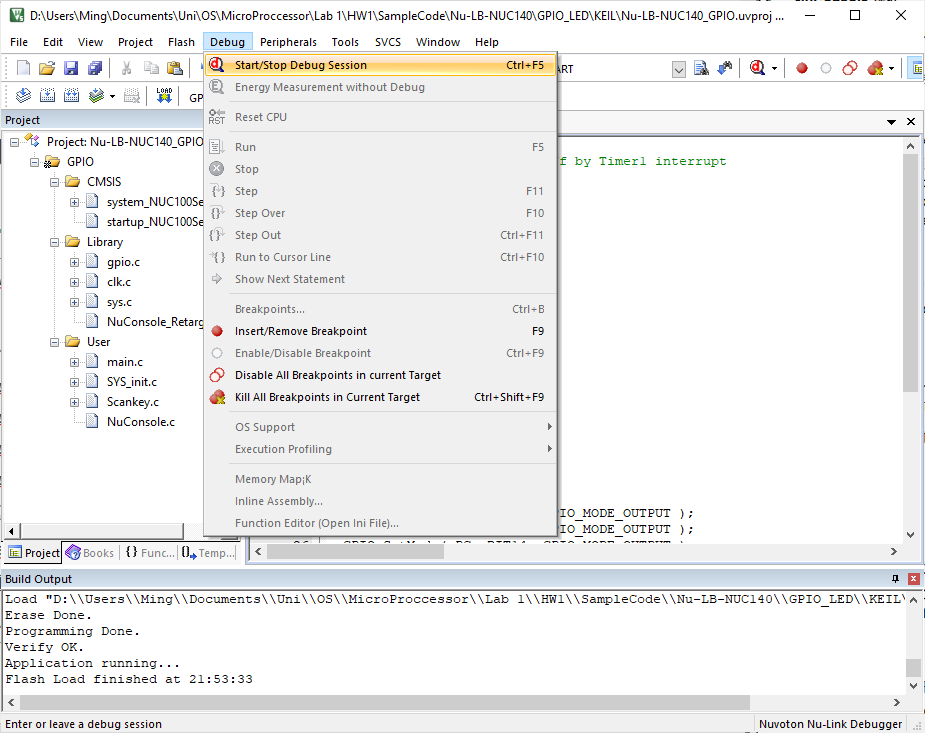 D:\Users\Ming\Documents\Uni\OS\MicroProccessor\Lab 1\HW1\SampleCode\Nu-LB-NUC140\GPIO_LED\KEIL\Nu-LB-NUC140_GPIO.uvproj ...
File Edit View Project Flash Debug Peripherals Tools SVCS Window Help
Start/Stop Debug Session Ctrl+F5
ART
Energy Measurement without Debug
LOAD
GP
Reset CPU
RST
Project
Project: Nu-LB-NUC140_GPIO
GPIO
CMSIS
system_NUC100Se
startup_NUC100Se
Library
gpio.c
clk.c
sys.c
NuConsole_Retarg
User
main.c
SYS_init.c
Scankey.c
NuConsole.c
Run F5
Stop
Step F11
Step Over F10
Step Out Ctrl+F11
Run to Cursor Line Ctrl+F10
Show Next Statement
Breakpoints... Ctrl+B
Insert/Remove Breakpoint F9
Enable/Disable Breakpoint Ctrl+F9
Disable All Breakpoints in current Target
Kill All Breakpoints in Current Target Ctrl+Shift+F9
OS Support
Execution Profiling
Memory Map¡K
Inline Assembly...
Function Editor (Open Ini File)...
f by Timer1 interrupt
IO_MODE_OUTPUT );
IO_MODE_OUTPUT );
Project Books {} Func... Temp...
Build Output
Load "D:\\Users\\Ming\\Documents\\Uni\\OS\\MicroProccessor\\Lab 1\\HW1\\SampleCode\\Nu-LB-NUC140\\GPIO_LED\\KEIL\
Erase Done.
Programming Done.
Verify OK.
Application running...
Flash Load finished at 21:53:33
Enter or leave a debug session
Nuvoton Nu-Link Debugger